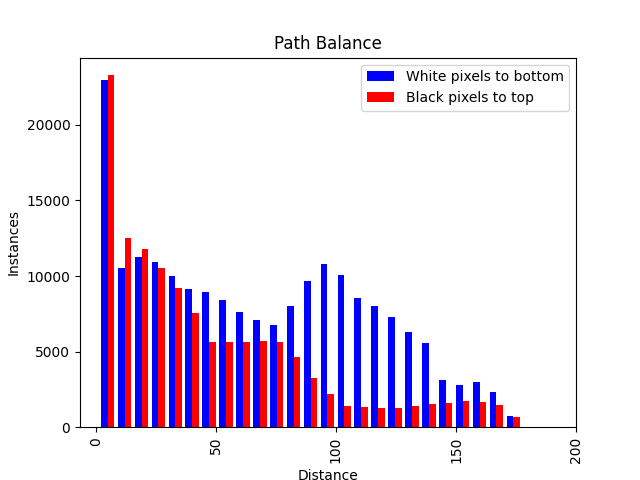 Path Balance
White pixels to bottom
Black pixels to top
Instances
20000
15000
10000
5000
0
0
50
100
150
200
Distance